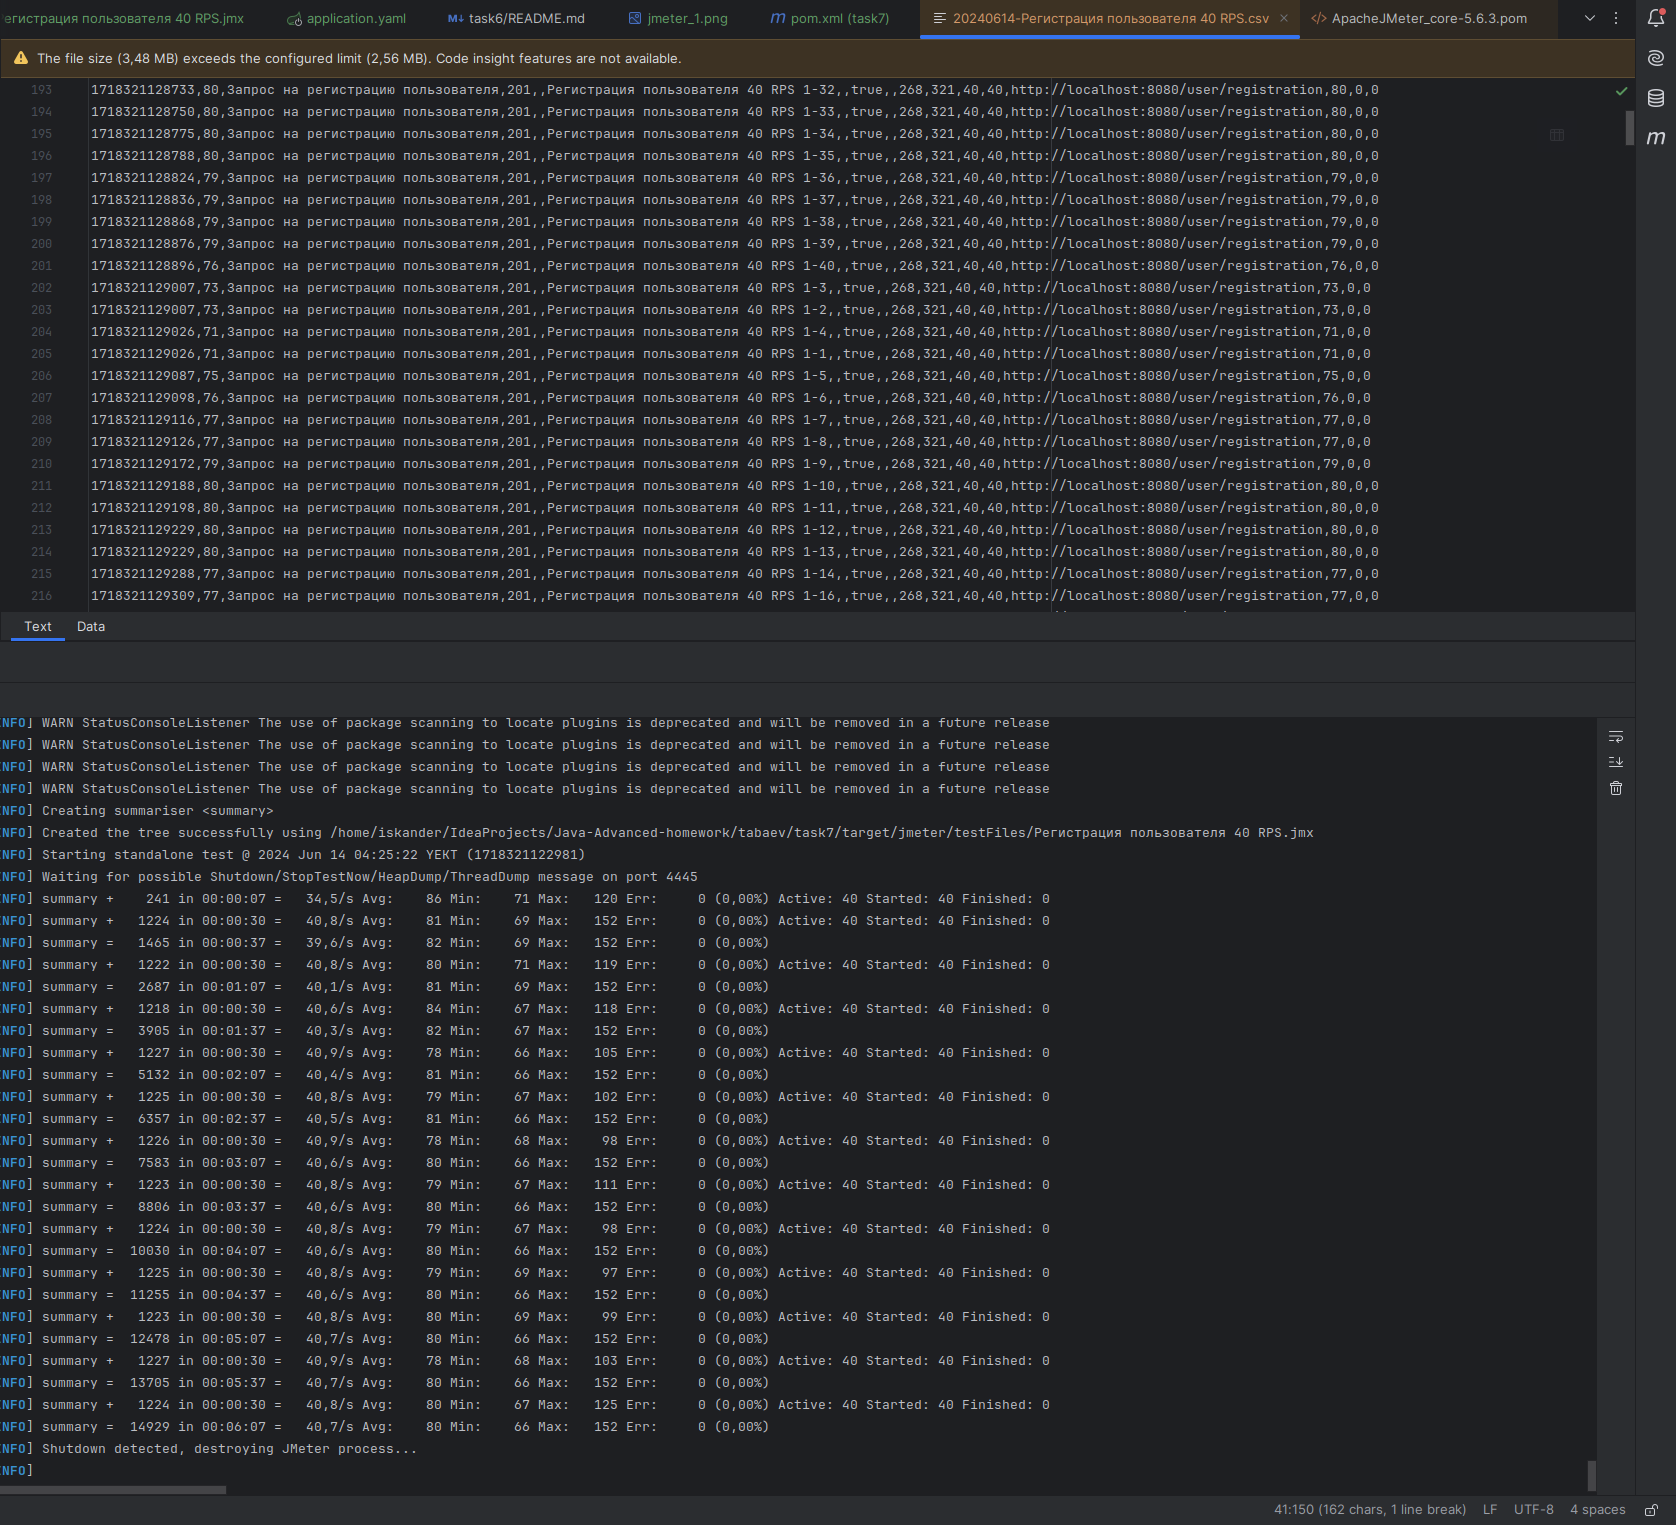 егистрация пользователя 40 RPS.jmx application.yaml task6/README.md jmeter_1.png pom.xml (task7) 20240614-Регистрация пользователя 40 RPS.csv ApacheJMeter_core-5.6.3.pom
The file size (3,48 MB) exceeds the configured limit (2,56 MB). Code insight features are not available.
193 1718321128733,80,Запрос на регистрацию пользователя,201,,Регистрация пользователя 40 RPS 1-32,,true,,268,321,40,40,http://localhost:8080/user/registration,80,0,0
194 1718321128750,80,Запрос на регистрацию пользователя,201,,Регистрация пользователя 40 RPS 1-33,,true,,268,321,40,40,http://localhost:8080/user/registration,80,0,0
195 1718321128775,80,Запрос на регистрацию пользователя,201,,Регистрация пользователя 40 RPS 1-34,,true,,268,321,40,40,http://localhost:8080/user/registration,80,0,0
196 1718321128788,80,Запрос на регистрацию пользователя,201,,Регистрация пользователя 40 RPS 1-35,,true,,268,321,40,40,http://localhost:8080/user/registration,80,0,0
197 1718321128824,79,Запрос на регистрацию пользователя,201,,Регистрация пользователя 40 RPS 1-36,,true,,268,321,40,40,http://localhost:8080/user/registration,79,0,0
198 1718321128836,79,Запрос на регистрацию пользователя,201,,Регистрация пользователя 40 RPS 1-37,,true,,268,321,40,40,http://localhost:8080/user/registration,79,0,0
199 1718321128868,79,Запрос на регистрацию пользователя,201,,Регистрация пользователя 40 RPS 1-38,,true,,268,321,40,40,http://localhost:8080/user/registration,79,0,0
200 1718321128876,79,Запрос на регистрацию пользователя,201,,Регистрация пользователя 40 RPS 1-39,,true,,268,321,40,40,http://localhost:8080/user/registration,79,0,0
201 1718321128896,76,Запрос на регистрацию пользователя,201,,Регистрация пользователя 40 RPS 1-40,,true,,268,321,40,40,http://localhost:8080/user/registration,76,0,0
202 1718321129007,73,Запрос на регистрацию пользователя,201,,Регистрация пользователя 40 RPS 1-3,,true,,268,321,40,40,http://localhost:8080/user/registration,73,0,0
203 1718321129007,73,Запрос на регистрацию пользователя,201,,Регистрация пользователя 40 RPS 1-2,,true,,268,321,40,40,http://localhost:8080/user/registration,73,0,0
204 1718321129026,71,Запрос на регистрацию пользователя,201,,Регистрация пользователя 40 RPS 1-4,,true,,268,321,40,40,http://localhost:8080/user/registration,71,0,0
205 1718321129026,71,Запрос на регистрацию пользователя,201,,Регистрация пользователя 40 RPS 1-1,,true,,268,321,40,40,http://localhost:8080/user/registration,71,0,0
206 1718321129087,75,Запрос на регистрацию пользователя,201,,Регистрация пользователя 40 RPS 1-5,,true,,268,321,40,40,http://localhost:8080/user/registration,75,0,0
207 1718321129098,76,Запрос на регистрацию пользователя,201,,Регистрация пользователя 40 RPS 1-6,,true,,268,321,40,40,http://localhost:8080/user/registration,76,0,0
208 1718321129116,77,Запрос на регистрацию пользователя,201,,Регистрация пользователя 40 RPS 1-7,,true,,268,321,40,40,http://localhost:8080/user/registration,77,0,0
209 1718321129126,77,Запрос на регистрацию пользователя,201,,Регистрация пользователя 40 RPS 1-8,,true,,268,321,40,40,http://localhost:8080/user/registration,77,0,0
210 1718321129172,79,Запрос на регистрацию пользователя,201,,Регистрация пользователя 40 RPS 1-9,,true,,268,321,40,40,http://localhost:8080/user/registration,79,0,0
211 1718321129188,80,Запрос на регистрацию пользователя,201,,Регистрация пользователя 40 RPS 1-10,,true,,268,321,40,40,http://localhost:8080/user/registration,80,0,0
212 1718321129198,80,Запрос на регистрацию пользователя,201,,Регистрация пользователя 40 RPS 1-11,,true,,268,321,40,40,http://localhost:8080/user/registration,80,0,0
213 1718321129229,80,Запрос на регистрацию пользователя,201,,Регистрация пользователя 40 RPS 1-12,,true,,268,321,40,40,http://localhost:8080/user/registration,80,0,0
214 1718321129229,80,Запрос на регистрацию пользователя,201,,Регистрация пользователя 40 RPS 1-13,,true,,268,321,40,40,http://localhost:8080/user/registration,80,0,0
215 1718321129288,77,Запрос на регистрацию пользователя,201,,Регистрация пользователя 40 RPS 1-14,,true,,268,321,40,40,http://localhost:8080/user/registration,77,0,0
216 1718321129309,77,Запрос на регистрацию пользователя,201,,Регистрация пользователя 40 RPS 1-16,,true,,268,321,40,40,http://localhost:8080/user/registration,77,0,0
Text Data
NFO] WARN StatusConsoleListener The use of package scanning to locate plugins is deprecated and will be removed in a future release
NFO] WARN StatusConsoleListener The use of package scanning to locate plugins is deprecated and will be removed in a future release
NFO] WARN StatusConsoleListener The use of package scanning to locate plugins is deprecated and will be removed in a future release
NFO] WARN StatusConsoleListener The use of package scanning to locate plugins is deprecated and will be removed in a future release
NFO] Creating summariser <summary>
NFO] Created the tree successfully using /home/iskander/IdeaProjects/Java-Advanced-homework/tabaev/task7/target/jmeter/testFiles/Регистрация пользователя 40 RPS.jmx
NFO] Starting standalone test @ 2024 Jun 14 04:25:22 YEKT (1718321122981)
NFO] Waiting for possible Shutdown/StopTestNow/HeapDump/ThreadDump message on port 4445
NFO] summary + 241 in 00:00:07 = 34,5/s Avg: 86 Min: 71 Max: 120 Err: 0 (0,00%) Active: 40 Started: 40 Finished: 0
NFO] summary + 1224 in 00:00:30 = 40,8/s Avg: 81 Min: 69 Max: 152 Err: 0 (0,00%) Active: 40 Started: 40 Finished: 0
NFO] summary = 1465 in 00:00:37 = 39,6/s Avg: 82 Min: 69 Max: 152 Err: 0 (0,00%)
NFO] summary + 1222 in 00:00:30 = 40,8/s Avg: 80 Min: 71 Max: 119 Err: 0 (0,00%) Active: 40 Started: 40 Finished: 0
NFO] summary = 2687 in 00:01:07 = 40,1/s Avg: 81 Min: 69 Max: 152 Err: 0 (0,00%)
NFO] summary + 1218 in 00:00:30 = 40,6/s Avg: 84 Min: 67 Max: 118 Err: 0 (0,00%) Active: 40 Started: 40 Finished: 0
NFO] summary = 3905 in 00:01:37 = 40,3/s Avg: 82 Min: 67 Max: 152 Err: 0 (0,00%)
NFO] summary + 1227 in 00:00:30 = 40,9/s Avg: 78 Min: 66 Max: 105 Err: 0 (0,00%) Active: 40 Started: 40 Finished: 0
NFO] summary = 5132 in 00:02:07 = 40,4/s Avg: 81 Min: 66 Max: 152 Err: 0 (0,00%)
NFO] summary + 1225 in 00:00:30 = 40,8/s Avg: 79 Min: 67 Max: 102 Err: 0 (0,00%) Active: 40 Started: 40 Finished: 0
NFO] summary = 6357 in 00:02:37 = 40,5/s Avg: 81 Min: 66 Max: 152 Err: 0 (0,00%)
NFO] summary + 1226 in 00:00:30 = 40,9/s Avg: 78 Min: 68 Max: 98 Err: 0 (0,00%) Active: 40 Started: 40 Finished: 0
NFO] summary = 7583 in 00:03:07 = 40,6/s Avg: 80 Min: 66 Max: 152 Err: 0 (0,00%)
NFO] summary + 1223 in 00:00:30 = 40,8/s Avg: 79 Min: 67 Max: 111 Err: 0 (0,00%) Active: 40 Started: 40 Finished: 0
NFO] summary = 8806 in 00:03:37 = 40,6/s Avg: 80 Min: 66 Max: 152 Err: 0 (0,00%)
NFO] summary + 1224 in 00:00:30 = 40,8/s Avg: 79 Min: 67 Max: 98 Err: 0 (0,00%) Active: 40 Started: 40 Finished: 0
NFO] summary = 10030 in 00:04:07 = 40,6/s Avg: 80 Min: 66 Max: 152 Err: 0 (0,00%)
NFO] summary + 1225 in 00:00:30 = 40,8/s Avg: 79 Min: 69 Max: 97 Err: 0 (0,00%) Active: 40 Started: 40 Finished: 0
NFO] summary = 11255 in 00:04:37 = 40,6/s Avg: 80 Min: 66 Max: 152 Err: 0 (0,00%)
NFO] summary + 1223 in 00:00:30 = 40,8/s Avg: 80 Min: 69 Max: 99 Err: 0 (0,00%) Active: 40 Started: 40 Finished: 0
NFO] summary = 12478 in 00:05:07 = 40,7/s Avg: 80 Min: 66 Max: 152 Err: 0 (0,00%)
NFO] summary + 1227 in 00:00:30 = 40,9/s Avg: 78 Min: 68 Max: 103 Err: 0 (0,00%) Active: 40 Started: 40 Finished: 0
NFO] summary = 13705 in 00:05:37 = 40,7/s Avg: 80 Min: 66 Max: 152 Err: 0 (0,00%)
NFO] summary + 1224 in 00:00:30 = 40,8/s Avg: 80 Min: 67 Max: 125 Err: 0 (0,00%) Active: 40 Started: 40 Finished: 0
NFO] summary = 14929 in 00:06:07 = 40,7/s Avg: 80 Min: 66 Max: 152 Err: 0 (0,00%)
NFO] Shutdown detected, destroying JMeter process...
NFO]
41:150 (162 chars, 1 line break) LF UTF-8 4 spaces